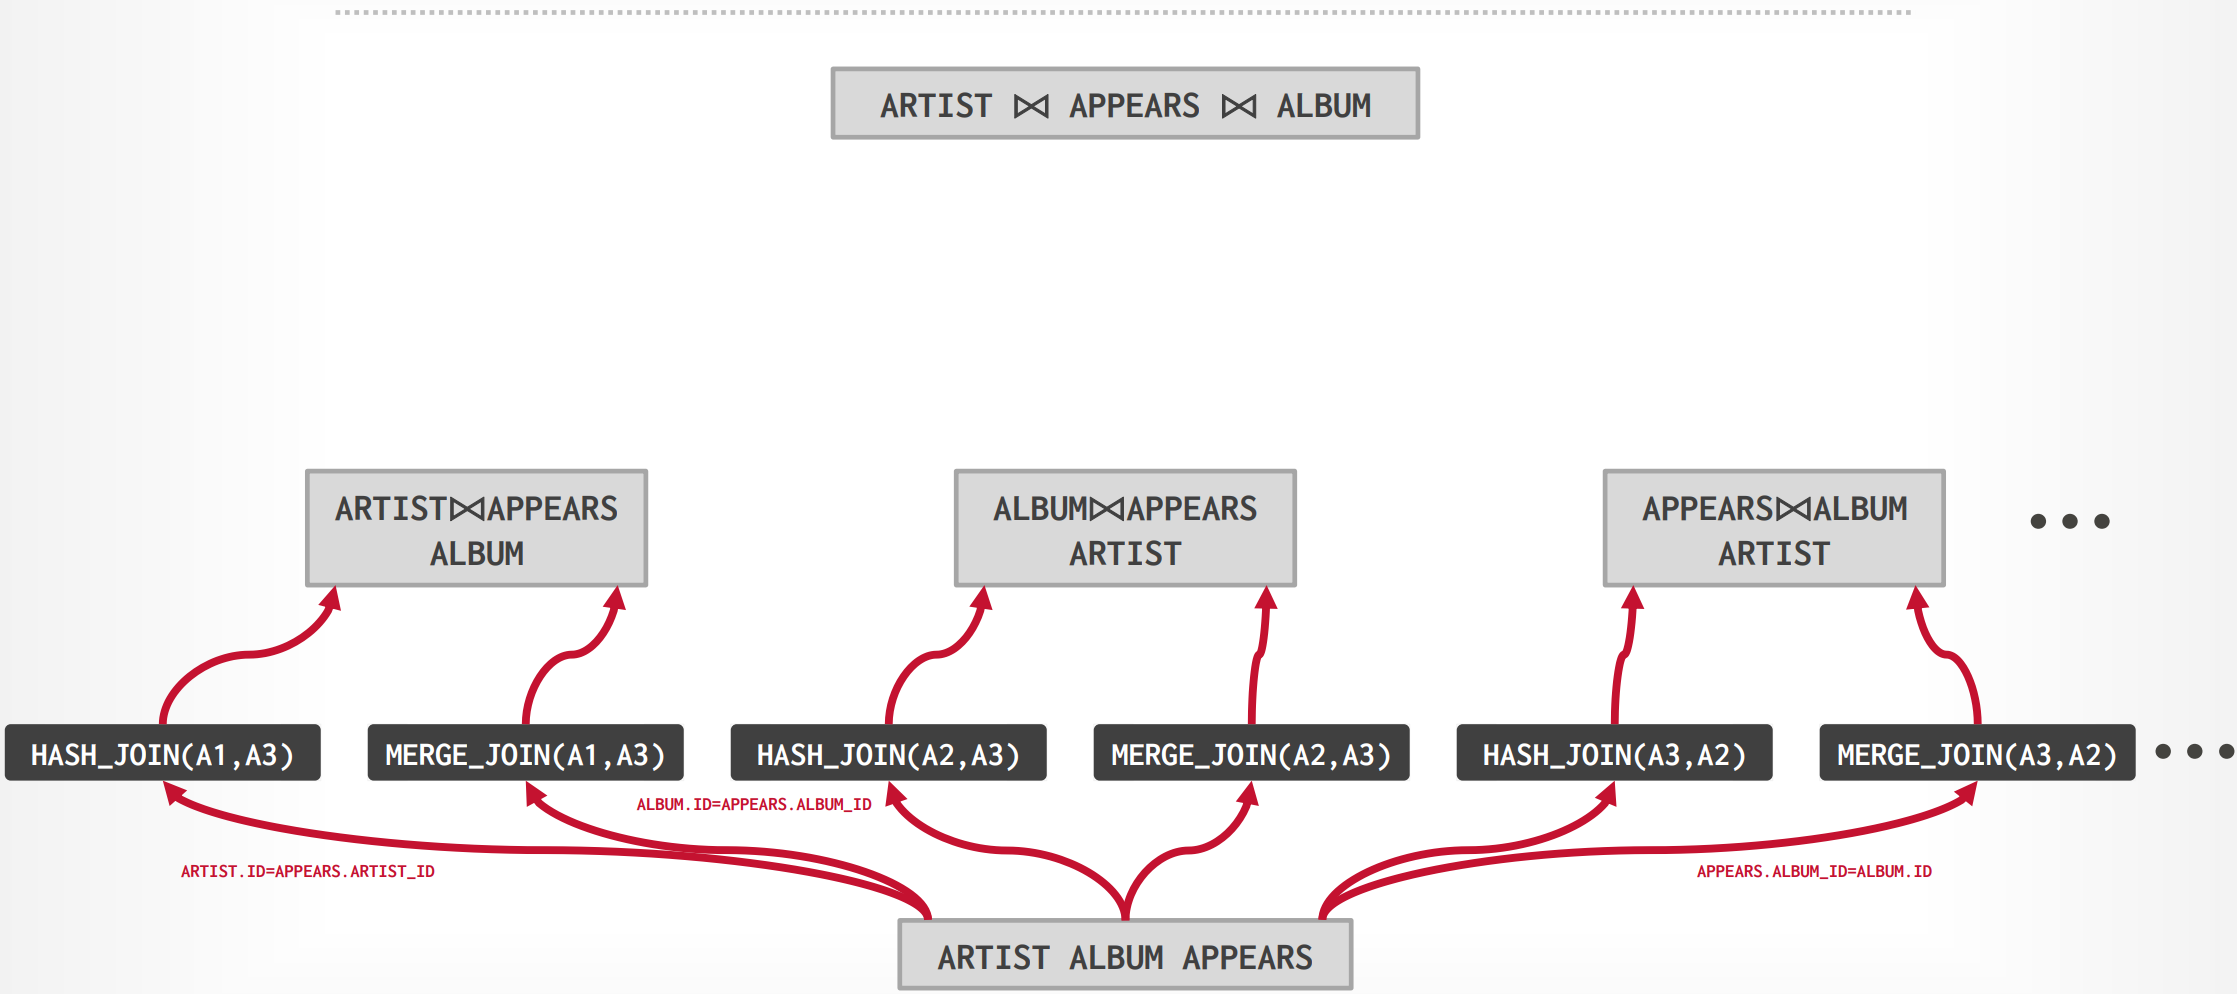 ARTIST ⋈ APPEARS ⋈ ALBUM
ARTIST⋈APPEARS
ALBUM
ALBUM⋈APPEARS
ARTIST
APPEARS⋈ALBUM
ARTIST
• • •
HASH_JOIN(A1,A3)
MERGE_JOIN(A1,A3)
HASH_JOIN(A2,A3)
MERGE_JOIN(A2,A3)
HASH_JOIN(A3,A2)
MERGE_JOIN(A3,A2)
• • •
ALBUM.ID=APPEARS.ALBUM_ID
ARTIST.ID=APPEARS.ARTIST_ID
APPEARS.ALBUM_ID=ALBUM.ID
ARTIST ALBUM APPEARS